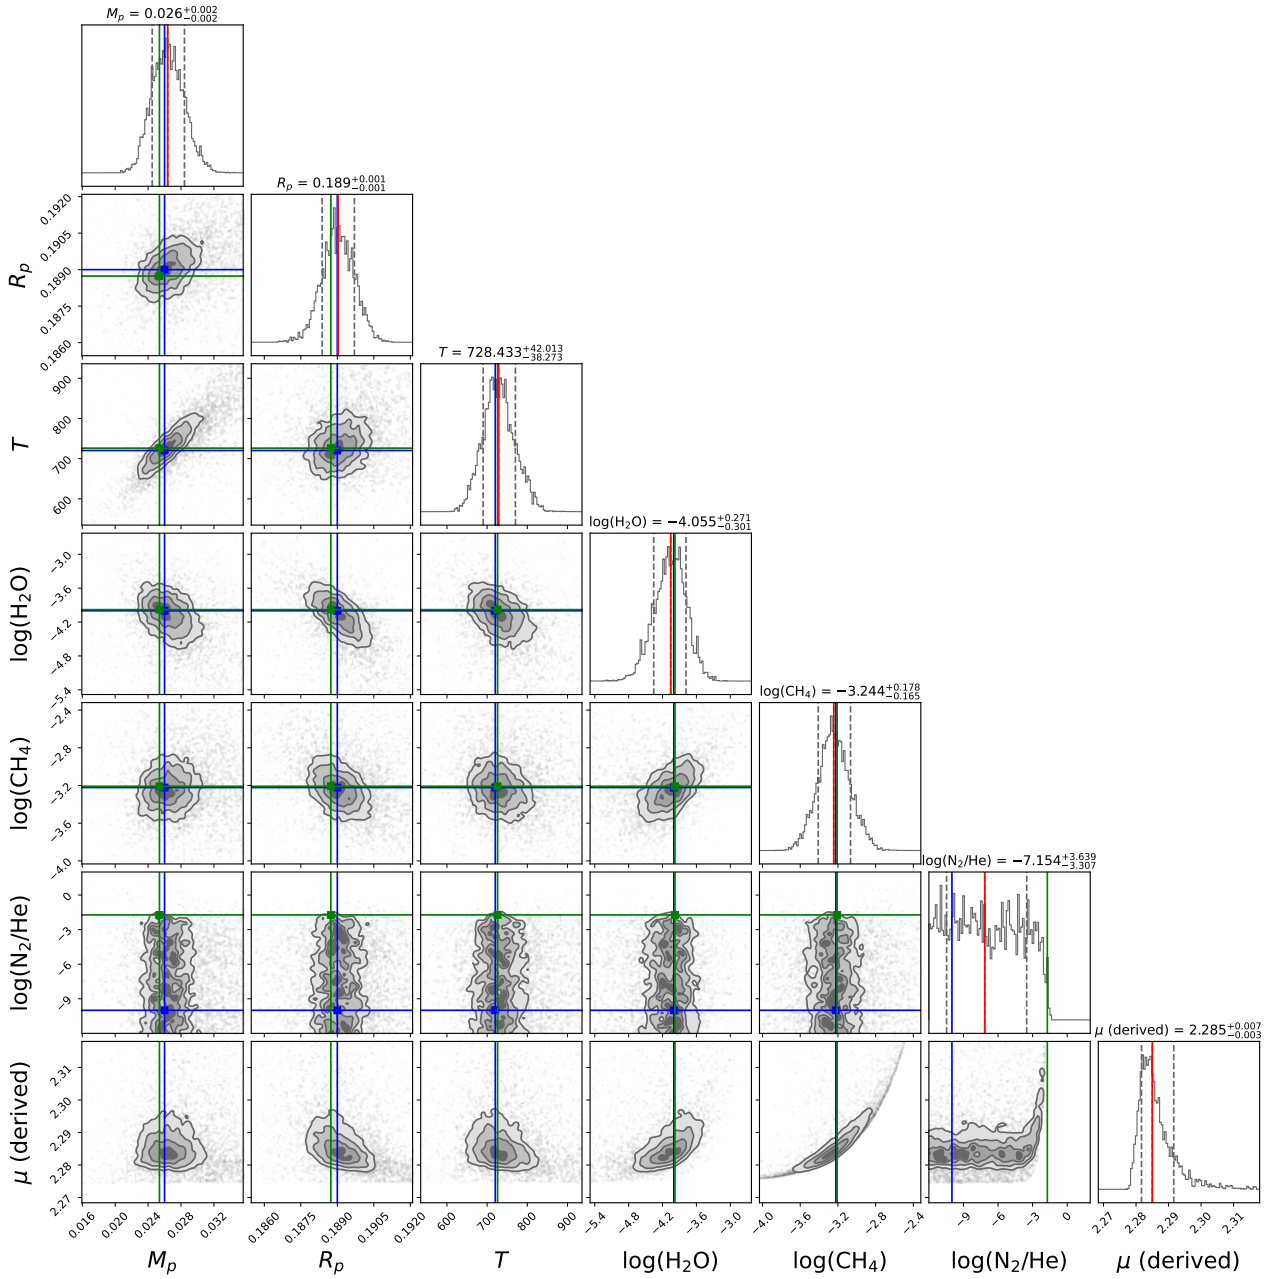 M_p = 0.026^{+0.002}_{−0.002}
R_p = 0.189^{+0.001}_{−0.001}
0.1920
0.1905
0.1890
0.1875
0.1860
R_p
T = 728.433^{+42.013}_{−38.273}
900
800
700
600
T
log(H₂O) = −4.055^{+0.271}_{−0.301}
−3.0
−3.6
−4.2
−4.8
−5.4
log(H₂O)
log(CH₄) = −3.244^{+0.178}_{−0.165}
−2.4
−2.8
−3.2
−3.6
−4.0
log(CH₄)
log(N₂/He) = −7.154^{+3.639}_{−3.307}
0
−3
−6
−9
log(N₂/He)
μ (derived) = 2.285^{+0.007}_{−0.003}
2.31
2.30
2.29
2.28
2.27
μ (derived)
0.016 0.020 0.024 0.028 0.032
0.1860 0.1875 0.1890 0.1905 0.1920
600 700 800 900
−5.4 −4.8 −4.2 −3.6 −3.0
−4.0 −3.6 −3.2 −2.8 −2.4
−9 −6 −3 0
2.27 2.28 2.29 2.30 2.31
M_p R_p T log(H₂O) log(CH₄) log(N₂/He) μ (derived)